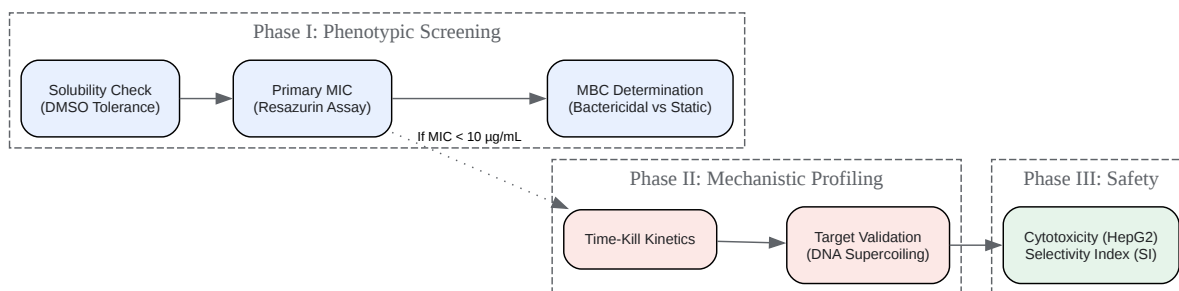 Phase I: Phenotypic Screening
Solubility Check
(DMSO Tolerance)
Primary MIC
(Resazurin Assay)
MBC Determination
(Bactericidal vs Static)
If MIC < 10 µg/mL
Phase II: Mechanistic Profiling
Time-Kill Kinetics
Target Validation
(DNA Supercoiling)
Phase III: Safety
Cytotoxicity (HepG2)
Selectivity Index (SI)